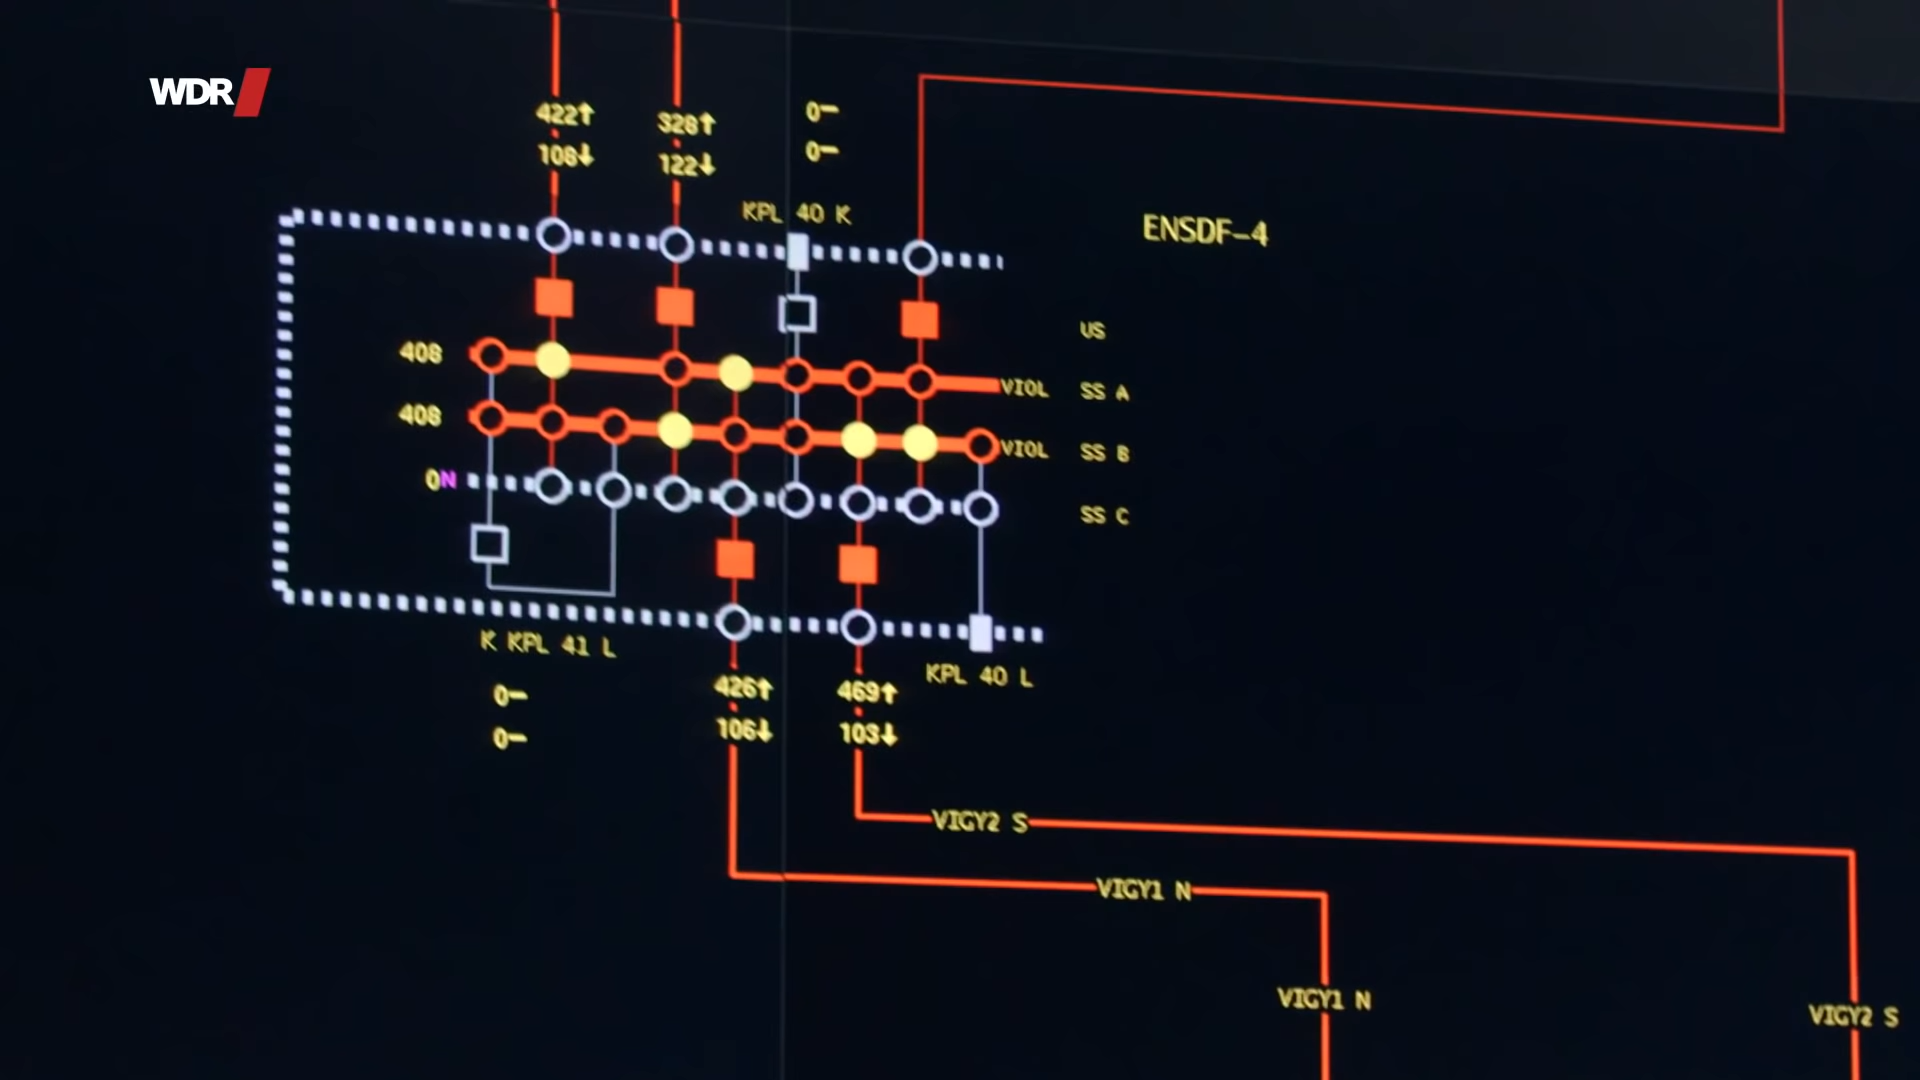 WDR
422↑
108↓
328↑
122↓
0−
0−
KPL 40 K
ENSDF-4
US
408
VIOL SS A
408
VIOL SS B
0N
SS C
K KPL 41 L
0−
0−
426↑
106↓
469↑
103↓
KPL 40 L
VIGY2 S
VIGY1 N
VIGY1 N
VIGY2 S